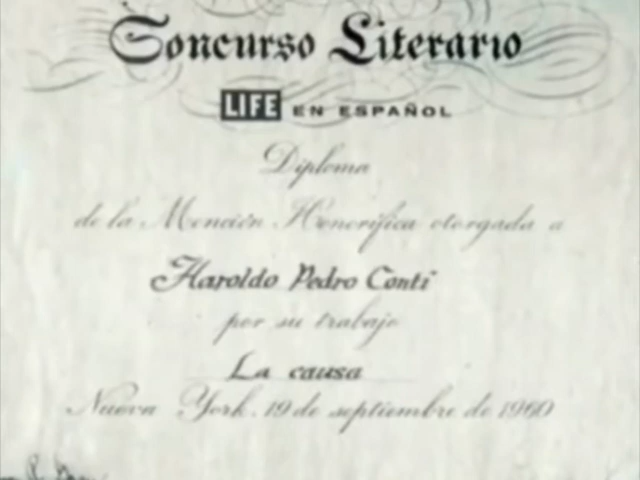 Concurso Literario
LIFE EN ESPAÑOL
Diploma
de la Mención Honorífica otorgada a
Haroldo Pedro Conti
por su trabajo
La causa
Nueva York, 19 de septiembre de 1960